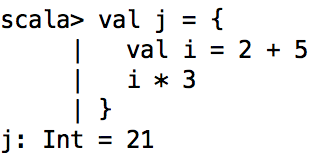 scala> val j = {
     |   val i = 2 + 5
     |   i * 3
     | }
j: Int = 21